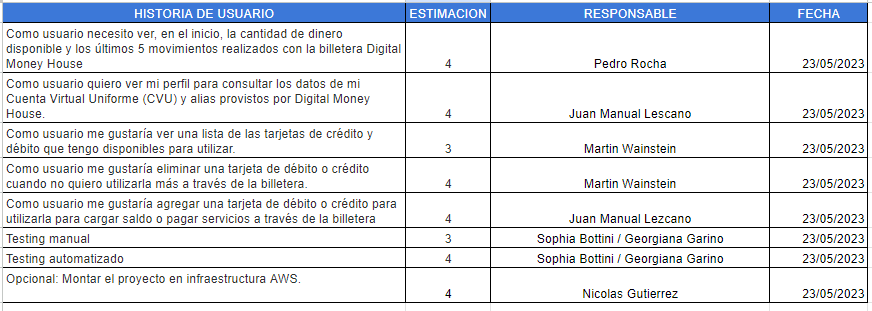 HISTORIA DE USUARIO ESTIMACION RESPONSABLE FECHA
Como usuario necesito ver, en el inicio, la cantidad de dinero
disponible y los últimos 5 movimientos realizados con la billetera Digital
Money House 4 Pedro Rocha 23/05/2023
Como usuario quiero ver mi perfil para consultar los datos de mi
Cuenta Virtual Uniforme (CVU) y alias provistos por Digital Money
House. 4 Juan Manual Lescano 23/05/2023
Como usuario me gustaría ver una lista de las tarjetas de crédito y
débito que tengo disponibles para utilizar. 3 Martin Wainstein 23/05/2023
Como usuario me gustaría eliminar una tarjeta de débito o crédito
cuando no quiero utilizarla más a través de la billetera. 4 Martin Wainstein 23/05/2023
Como usuario me gustaría agregar una tarjeta de débito o crédito para
utilizarla para cargar saldo o pagar servicios a través de la billetera 4 Juan Manual Lezcano 23/05/2023
Testing manual 3 Sophia Bottini / Georgiana Garino 23/05/2023
Testing automatizado 4 Sophia Bottini / Georgiana Garino 23/05/2023
Opcional: Montar el proyecto en infraestructura AWS.
4 Nicolas Gutierrez 23/05/2023